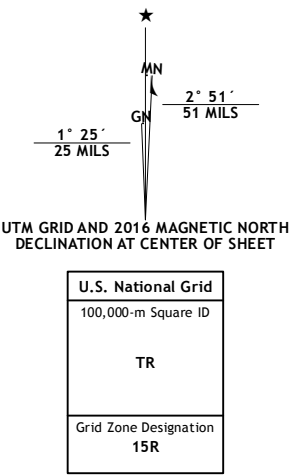 MN
GN
2° 51´
51 MILS
1° 25´
25 MILS
UTM GRID AND 2016 MAGNETIC NORTH
DECLINATION AT CENTER OF SHEET
U.S. National Grid
100,000-m Square ID
TR
Grid Zone Designation
15R